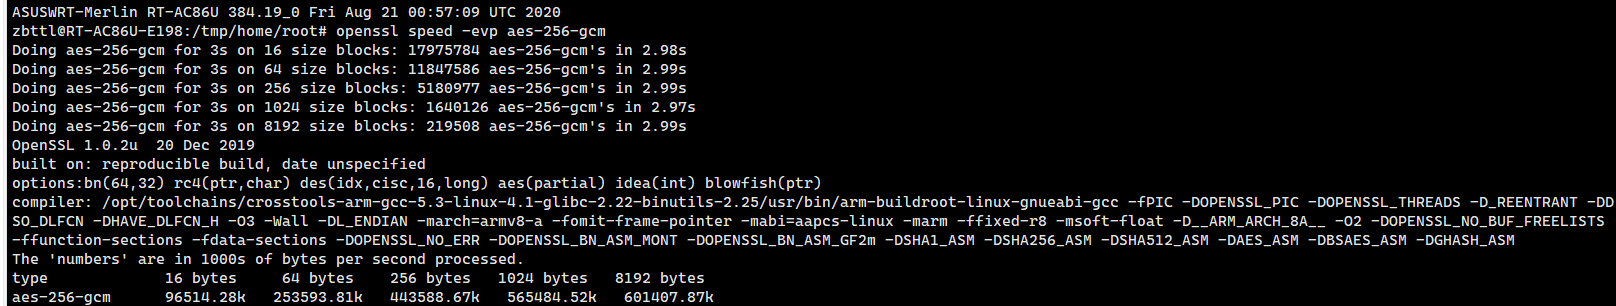 ASUSWRT-Merlin RT-AC86U 384.19_0 Fri Aug 21 00:57:09 UTC 2020
zbttl@RT-AC86U-E198:/tmp/home/root# openssl speed -evp aes-256-gcm
Doing aes-256-gcm for 3s on 16 size blocks: 17975784 aes-256-gcm's in 2.98s
Doing aes-256-gcm for 3s on 64 size blocks: 11847586 aes-256-gcm's in 2.99s
Doing aes-256-gcm for 3s on 256 size blocks: 5180977 aes-256-gcm's in 2.99s
Doing aes-256-gcm for 3s on 1024 size blocks: 1640126 aes-256-gcm's in 2.97s
Doing aes-256-gcm for 3s on 8192 size blocks: 219508 aes-256-gcm's in 2.99s
OpenSSL 1.0.2u  20 Dec 2019
built on: reproducible build, date unspecified
options:bn(64,32) rc4(ptr,char) des(idx,cisc,16,long) aes(partial) idea(int) blowfish(ptr)
compiler: /opt/toolchains/crosstools-arm-gcc-5.3-linux-4.1-glibc-2.22-binutils-2.25/usr/bin/arm-buildroot-linux-gnueabi-gcc -fPIC -DOPENSSL_PIC -DOPENSSL_THREADS -D_REENTRANT -DD
SO_DLFCN -DHAVE_DLFCN_H -O3 -Wall -DL_ENDIAN -march=armv8-a -fomit-frame-pointer -mabi=aapcs-linux -marm -ffixed-r8 -msoft-float -D__ARM_ARCH_8A__ -O2 -DOPENSSL_NO_BUF_FREELISTS
-ffunction-sections -fdata-sections -DOPENSSL_NO_ERR -DOPENSSL_BN_ASM_MONT -DOPENSSL_BN_ASM_GF2m -DSHA1_ASM -DSHA256_ASM -DSHA512_ASM -DAES_ASM -DBSAES_ASM -DGHASH_ASM
The 'numbers' are in 1000s of bytes per second processed.
type             16 bytes     64 bytes    256 bytes   1024 bytes   8192 bytes
aes-256-gcm      96514.28k   253593.81k   443588.67k   565484.52k   601407.87k